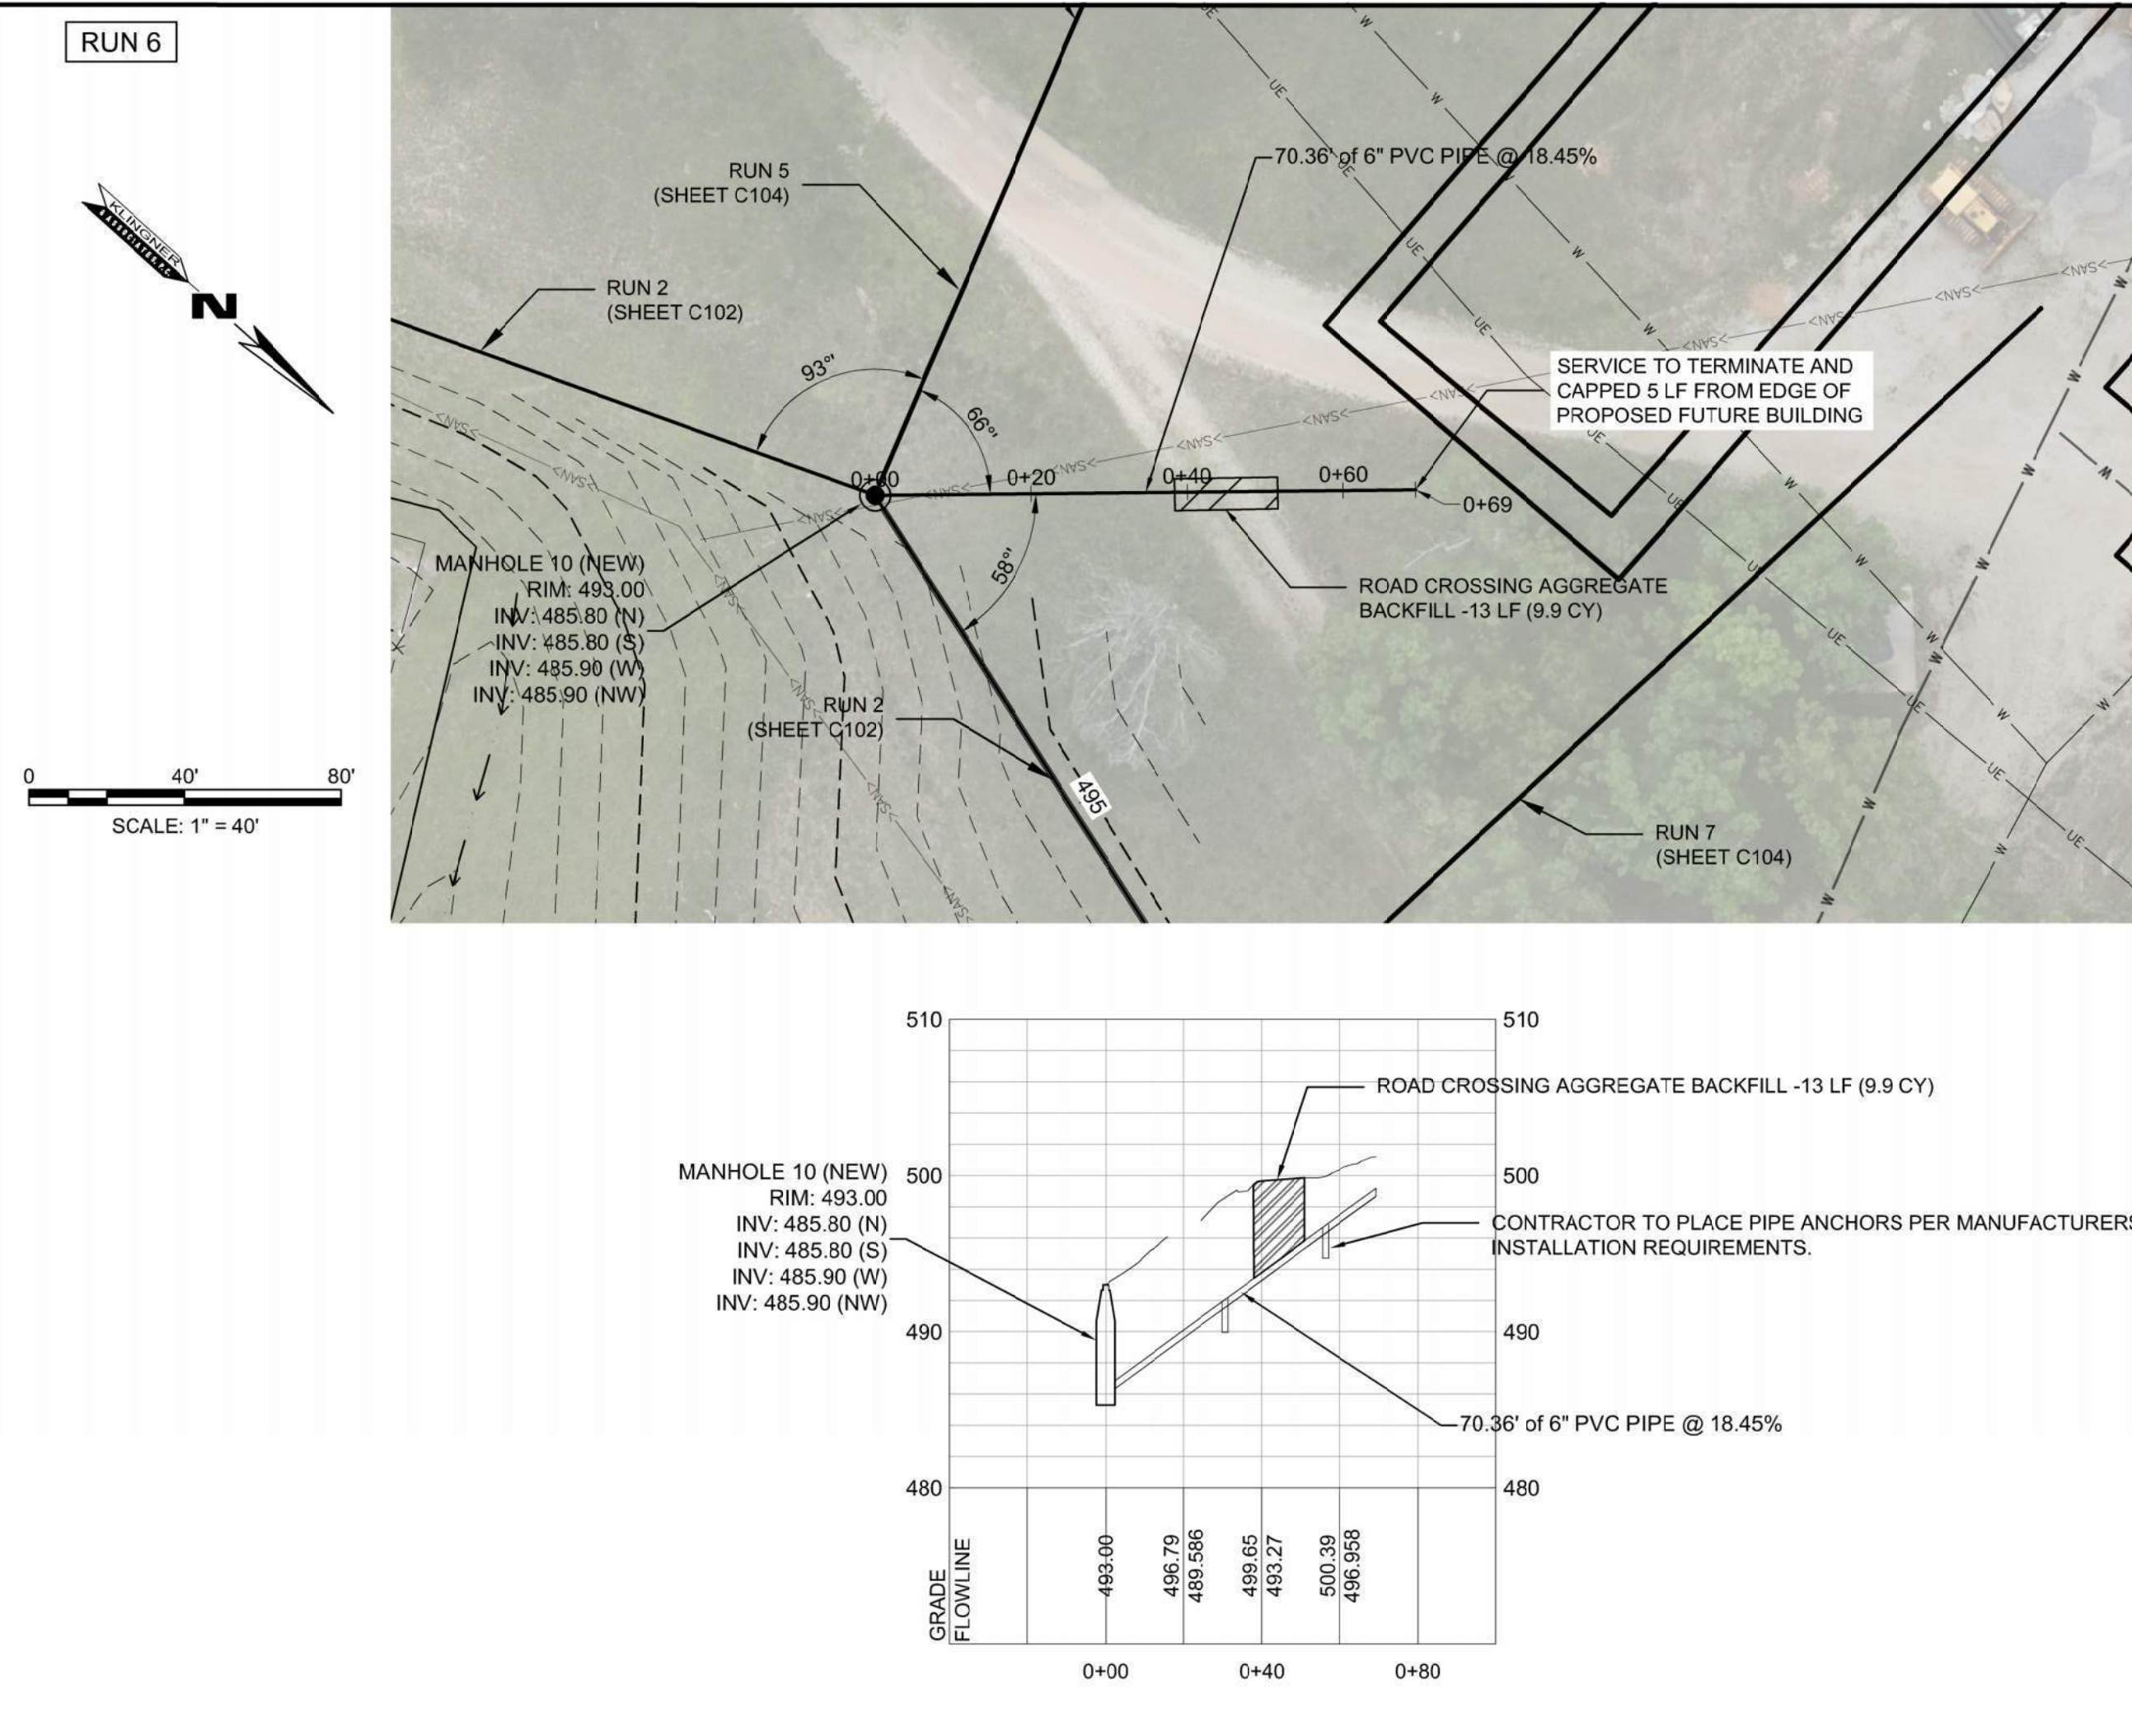 RUN 6
KLINGNER
& ASSOCIATES, P.C.
N
0 40' 80'
SCALE: 1" = 40'
RUN 5
(SHEET C104)
RUN 2
(SHEET C102)
70.36' of 6" PVC PIPE @ 18.45%
93°
66°
58°
0+00
0+20
0+40
0+60
0+69
SERVICE TO TERMINATE AND
CAPPED 5 LF FROM EDGE OF
PROPOSED FUTURE BUILDING
ROAD CROSSING AGGREGATE
BACKFILL -13 LF (9.9 CY)
MANHOLE 10 (NEW)
RIM: 493.00
INV: 485.80 (N)
INV: 485.80 (S)
INV: 485.90 (W)
INV: 485.90 (NW)
RUN 2
(SHEET C102)
495
RUN 7
(SHEET C104)
UE
W
<SAN>
510 510
ROAD CROSSING AGGREGATE BACKFILL -13 LF (9.9 CY)
500 500
MANHOLE 10 (NEW)
RIM: 493.00
INV: 485.80 (N)
INV: 485.80 (S)
INV: 485.90 (W)
INV: 485.90 (NW)
CONTRACTOR TO PLACE PIPE ANCHORS PER MANUFACTURERS
INSTALLATION REQUIREMENTS.
490 490
70.36' of 6" PVC PIPE @ 18.45%
480 480
GRADE
FLOWLINE
493.00
496.79
489.586
499.65
493.27
500.39
496.958
0+00 0+40 0+80